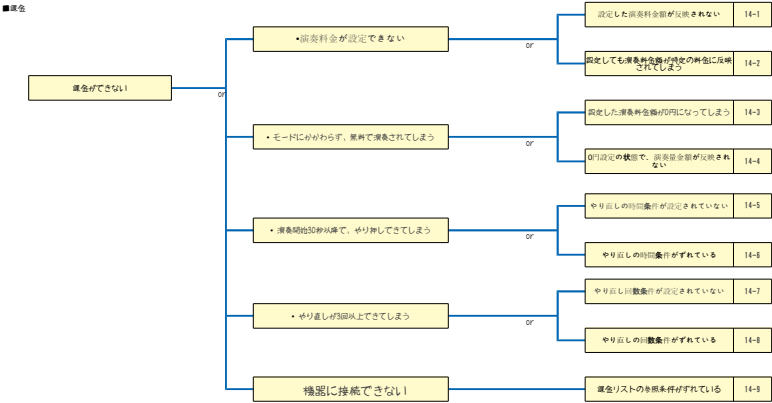 ■課金
課金ができない
or
•演奏料金が設定できない
or
設定した演奏料金額が反映されない
14-1
設定しても演奏料金額が特定の料金に反映
されてしまう
14-2
• モードにかかわらず、無料で演奏されてしまう
or
設定した演奏料金額が0円になってしまう
14-3
0円設定の状態で、演奏量金額が反映され
ない
14-4
• 演奏開始30秒以降で、やり押しできてしまう
or
やり直しの時間条件が設定されていない
14-5
やり直しの時間条件がずれている
14-6
• やり直しが3回以上できてしまう
or
やり直し回数条件が設定されていない
14-7
やり直しの回数条件がずれている
14-8
機器に接続できない
課金リストの参照条件がずれている
14-9